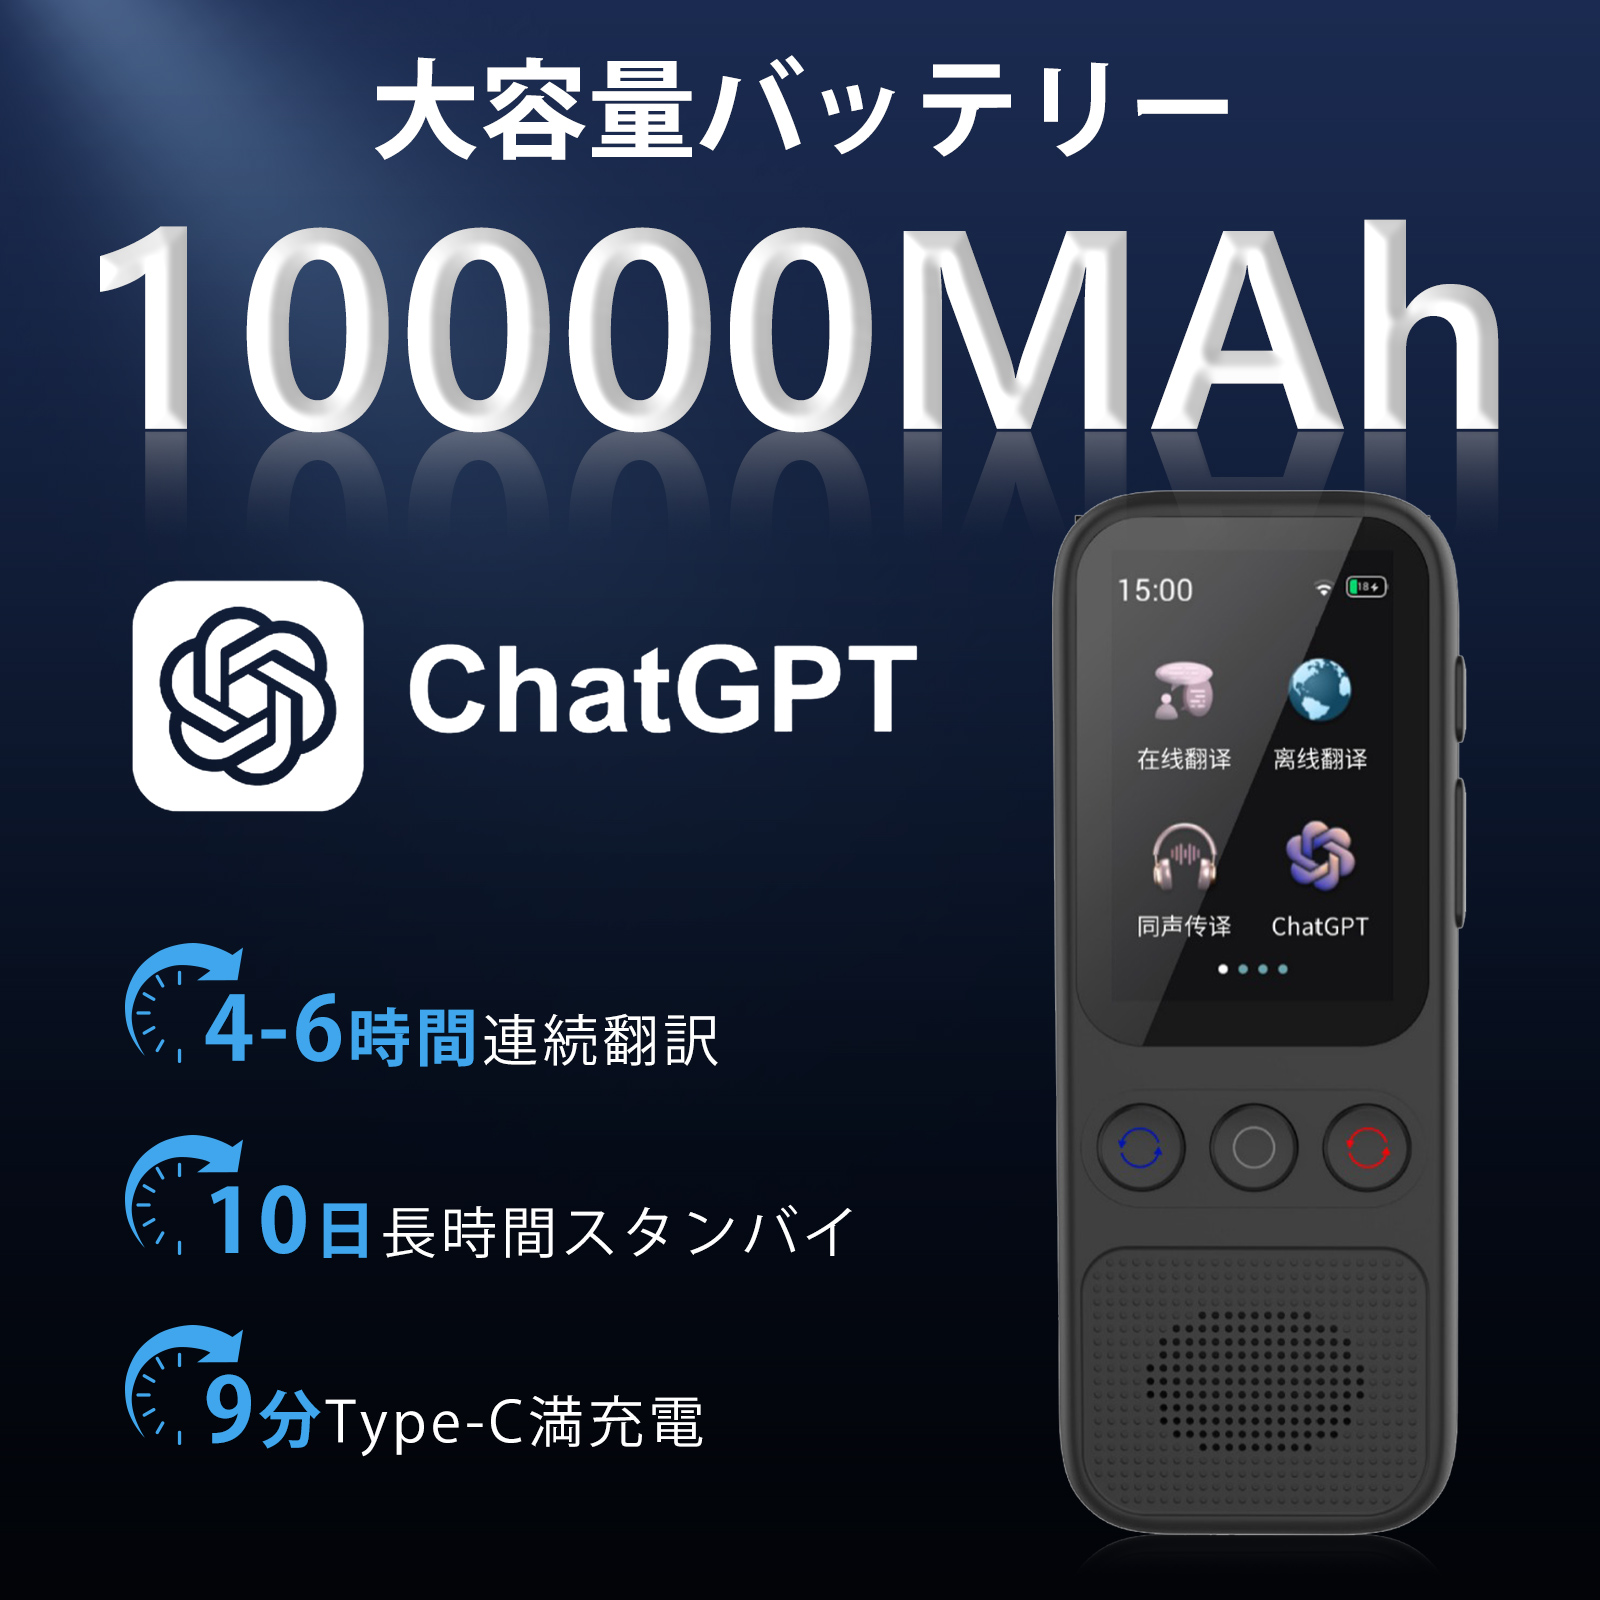 大容量バッテリー
10000MAh
ChatGPT
15:00
18
在线翻译
离线翻译
同声传译
ChatGPT
4-6時間連続翻訳
10日長時間スタンバイ
9分Type-C満充電